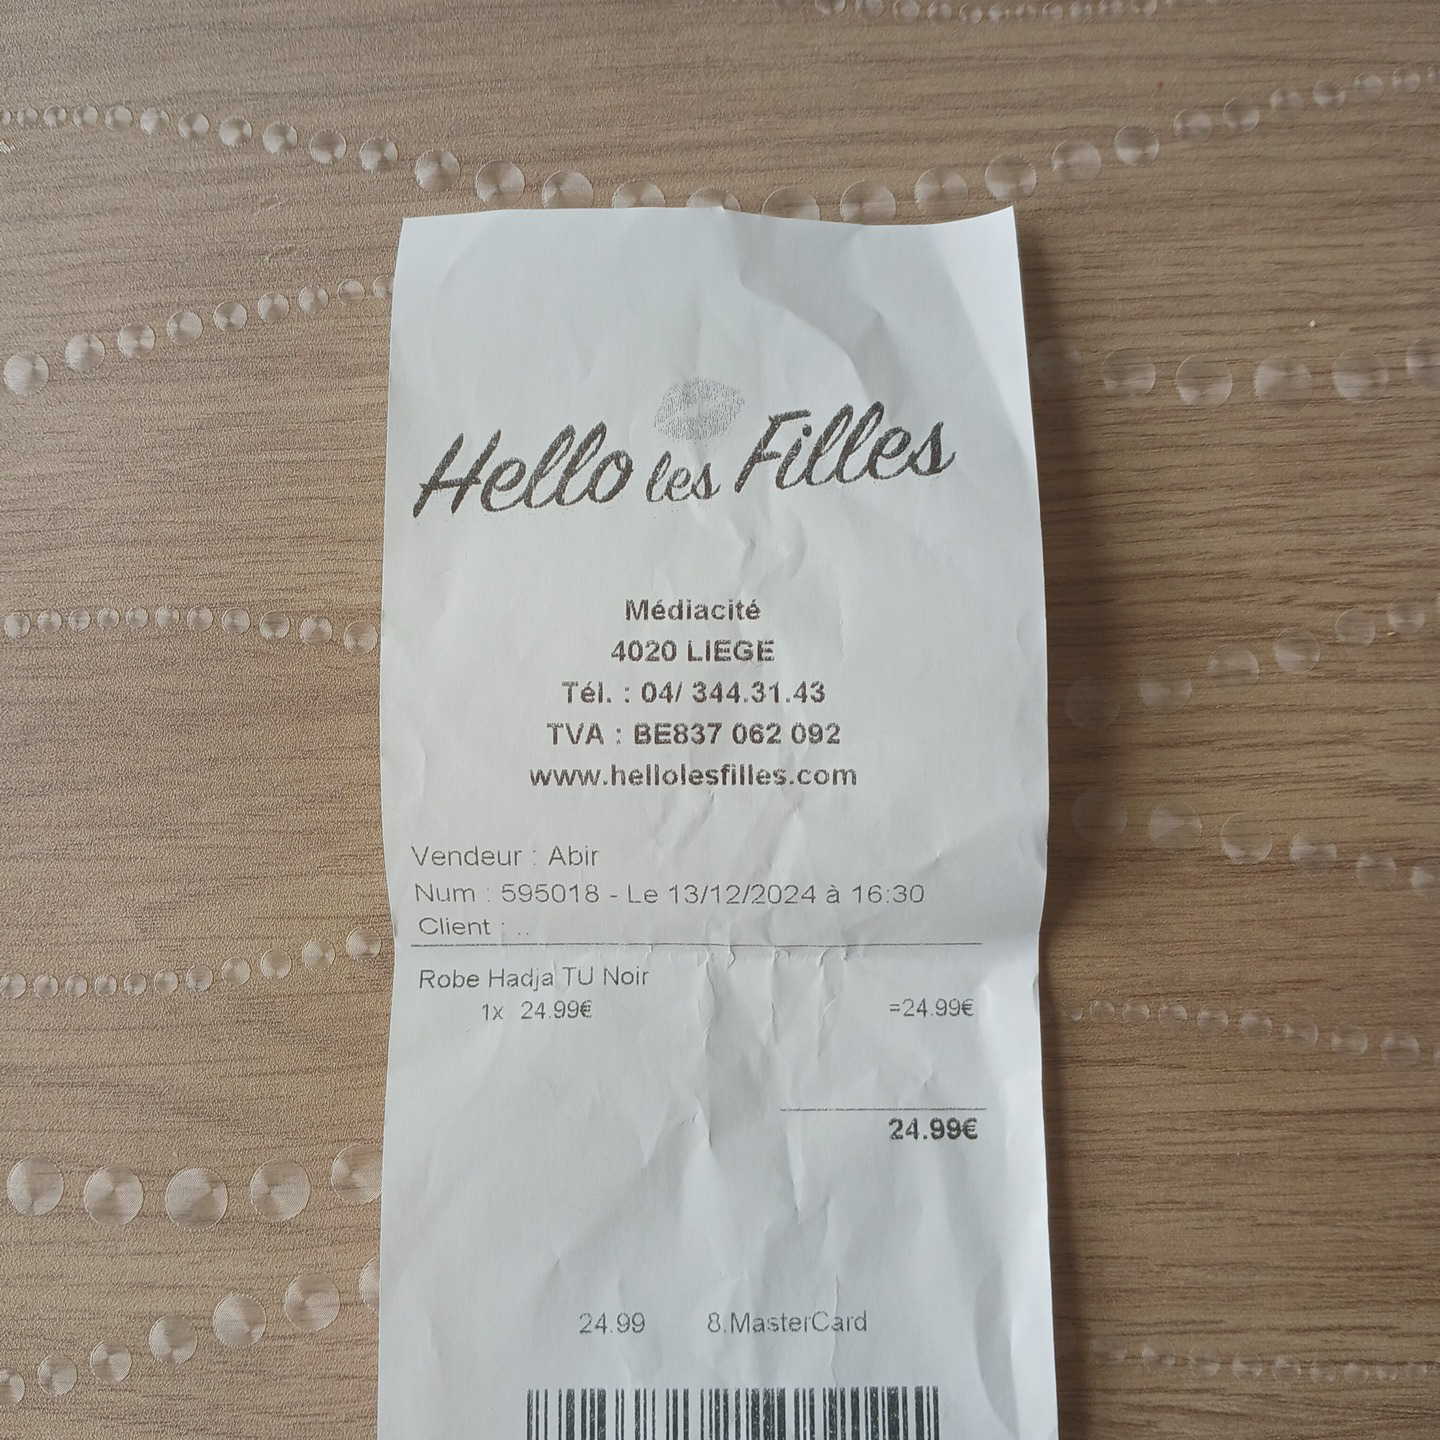 Hello les Filles
Médiacité
4020 LIEGE
Tél. : 04/ 344.31.43
TVA : BE837 062 092
www.hellolesfilles.com
Vendeur : Abir
Num : 595018 - Le 13/12/2024 à 16:30
Client : ..
Robe Hadja TU Noir
1x 24.99€ =24.99€
24.99€
24.99 8.MasterCard